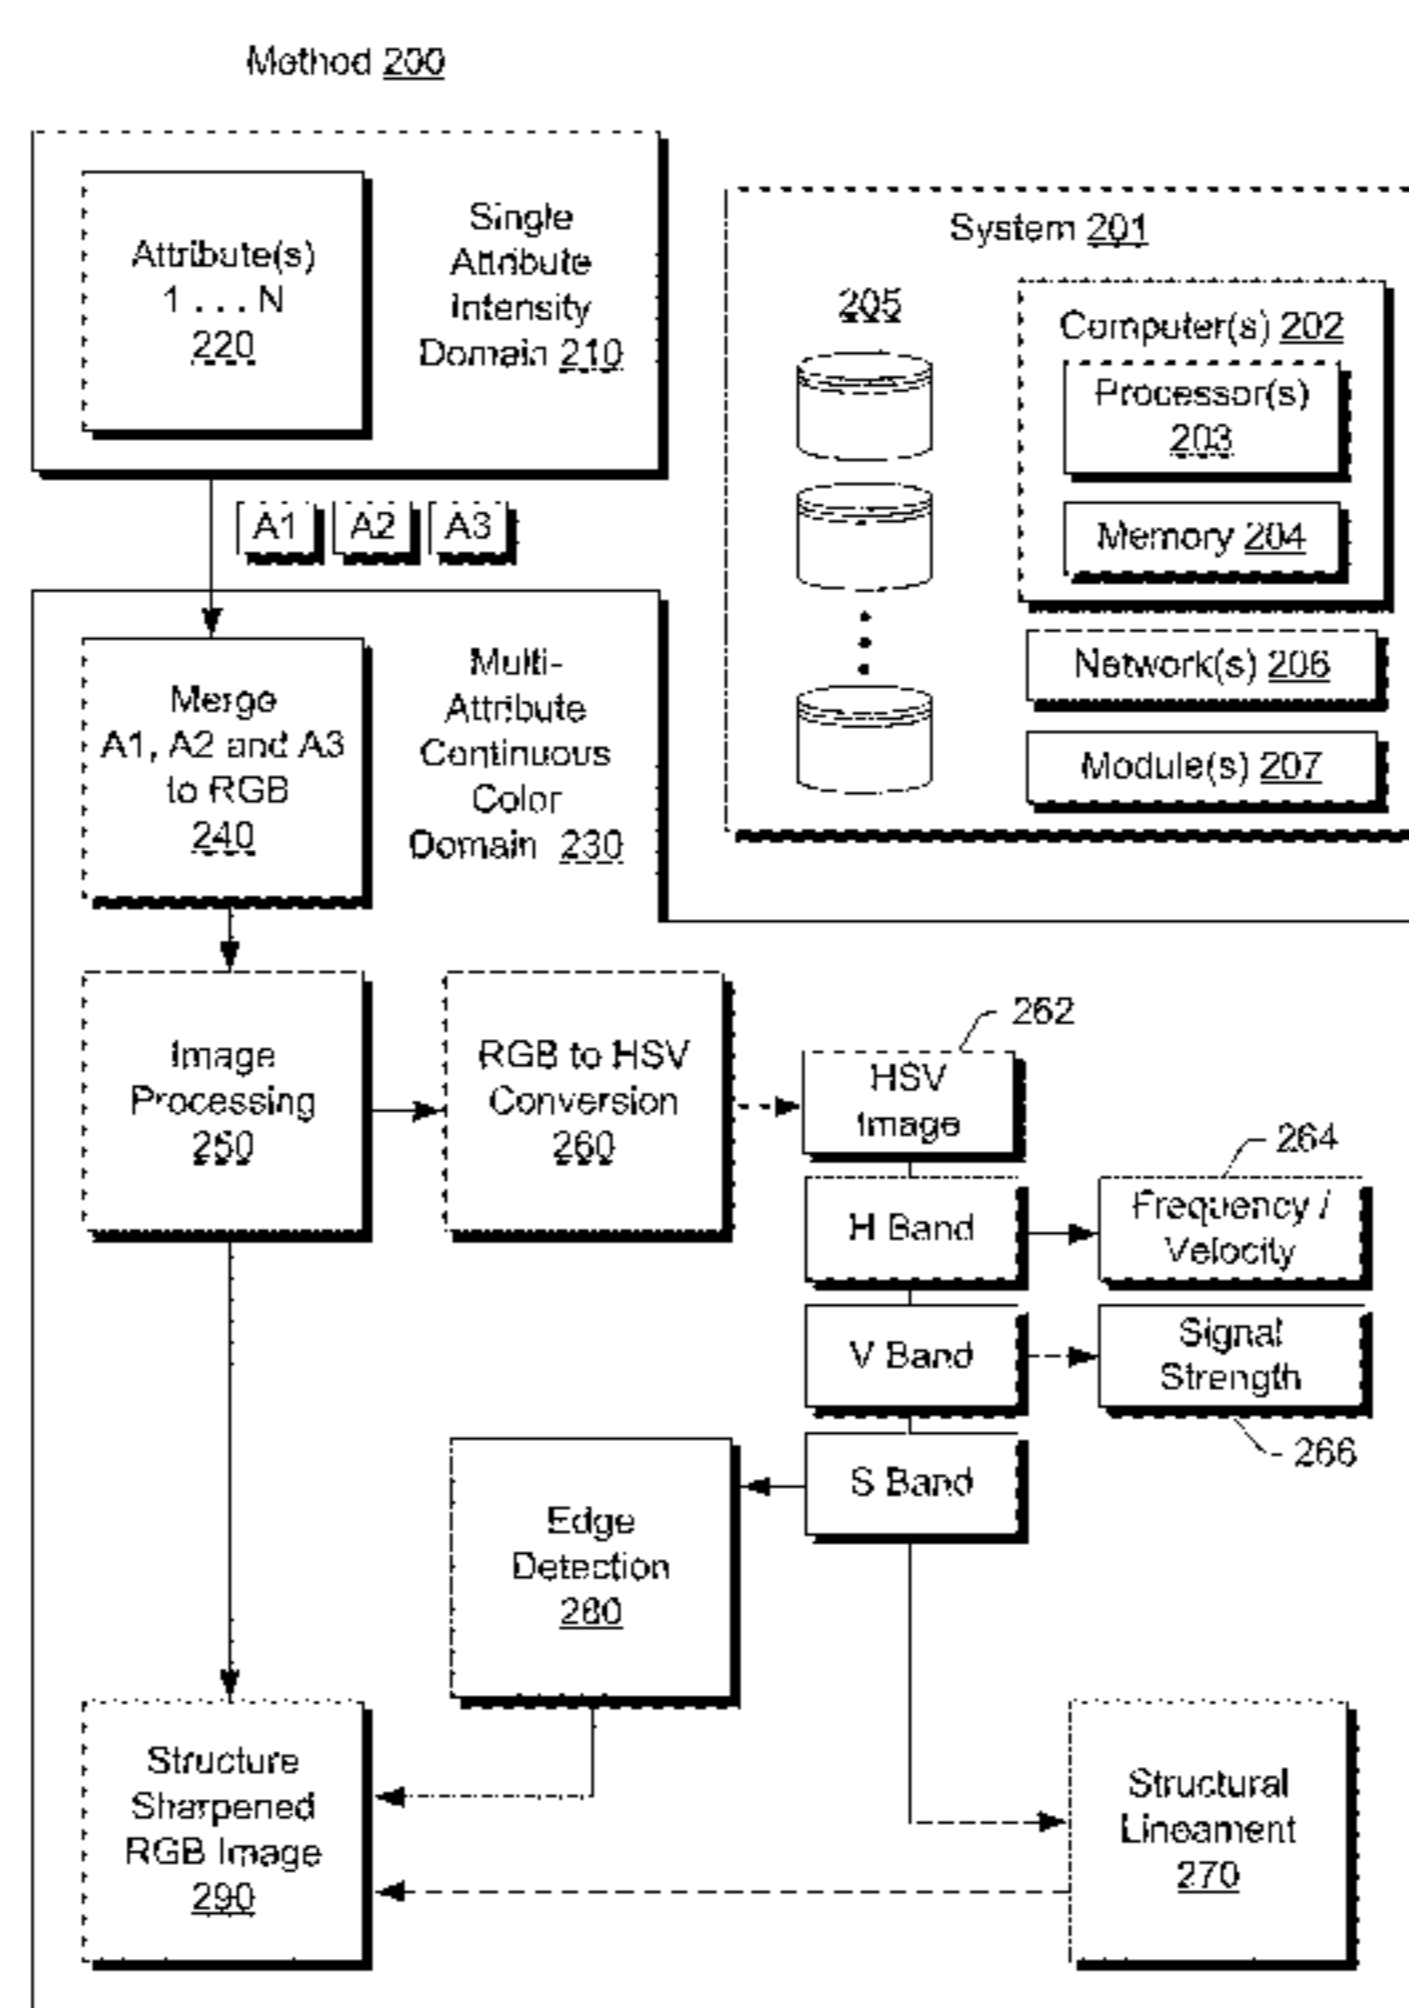 Method 200
Attribute(s)
1 . . . N
220
Single
Attribute
Intensity
Domain 210
A1 A2 A3
System 201
205
Computer(s) 202
Processor(s)
203
Memory 204
Network(s) 206
Module(s) 207
Merge
A1, A2 and A3
to RGB
240
Multi-
Attribute
Continuous
Color
Domain 230
Image
Processing
250
RGB to HSV
Conversion
260
262
HSV
Image
H Band
264
Frequency /
Velocity
V Band
Signal
Strength
266
S Band
Edge
Detection
280
Structure
Sharpened
RGB Image
290
Structural
Lineament
270